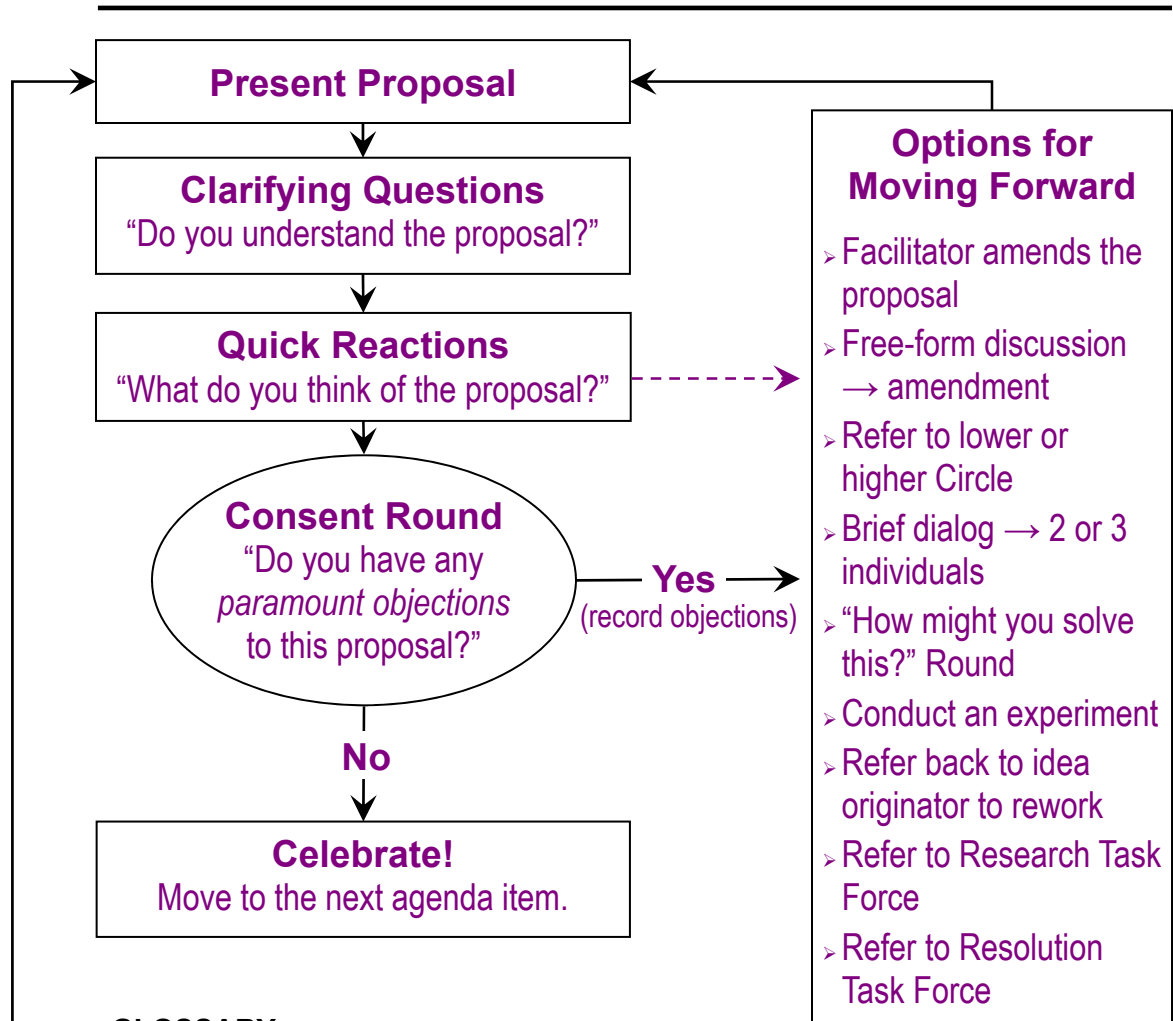 Present Proposal
Clarifying Questions
“Do you understand the proposal?”
Quick Reactions
“What do you think of the proposal?”
Consent Round
“Do you have any
paramount objections
to this proposal?”
Yes
(record objections)
No
Celebrate!
Move to the next agenda item.
Options for
Moving Forward
➢ Facilitator amends the
proposal
➢ Free-form discussion
→ amendment
➢ Refer to lower or
higher Circle
➢ Brief dialog → 2 or 3
individuals
➢ “How might you solve
this?” Round
➢ Conduct an experiment
➢ Refer back to idea
originator to rework
➢ Refer to Research Task
Force
➢ Refer to Resolution
Task Force
GLOSSARY